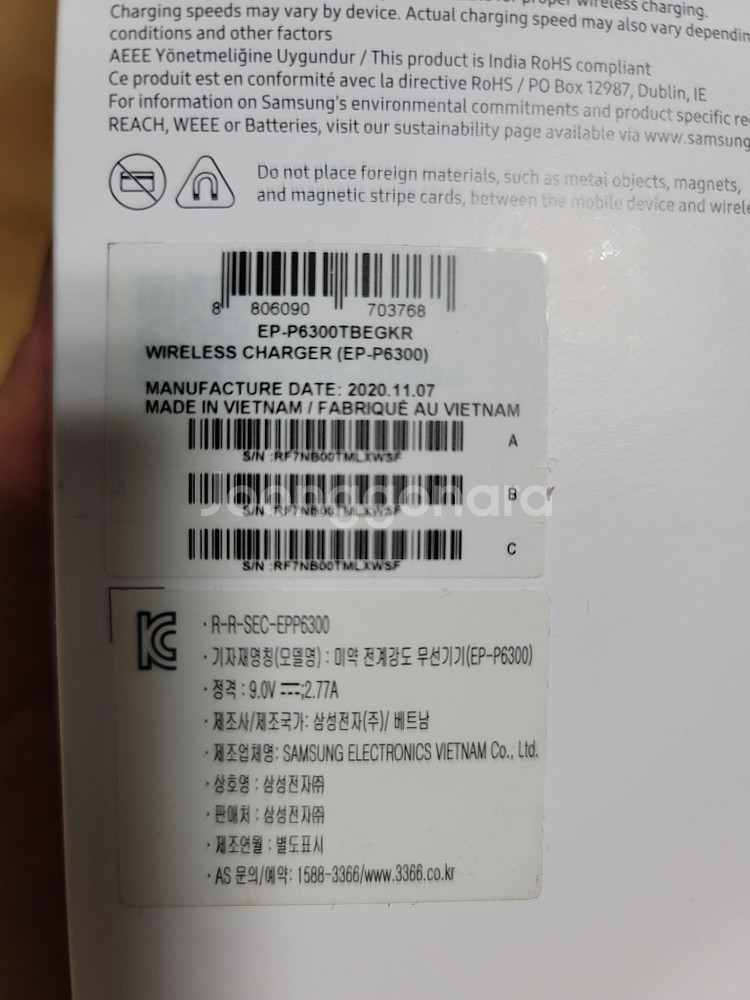 proper wireless charging.
Charging speeds may vary by device. Actual charging speed may also vary dependin
conditions and other factors
AEEE Yönetmeliğine Uygundur / This product is India RoHS compliant
Ce produit est en conformité avec la directive RoHS / PO Box 12987, Dublin, IE
For information on Samsung's environmental commitments and product specific re
REACH, WEEE or Batteries, visit our sustainability page available via www.samsung
Do not place foreign materials, such as metal objects, magnets,
and magnetic stripe cards, between the mobile device and wirele
8 806090 703768
EP-P6300TBEGKR
WIRELESS CHARGER (EP-P6300)
MANUFACTURE DATE: 2020.11.07
MADE IN VIETNAM / FABRIQUÉ AU VIETNAM
A
S/N :RF7NB00TMLXWSF
B
Joonggonara
S/N :RF7NB00TMLXWSF
C
S/N :RF7NB00TMLXWSF
· R-R-SEC-EPP6300
· 기자재명칭(모델명) : 미약 전계강도 무선기기(EP-P6300)
· 정격 : 9.0V ⎓;2.77A
· 제조사/제조국가: 삼성전자(주)/ 베트남
· 제조업체명: SAMSUNG ELECTRONICS VIETNAM Co., Ltd.
· 상호명 : 삼성전자㈜
· 판매처 : 삼성전자㈜
· 제조연월 : 별도표시
· AS 문의/예약: 1588-3366/www.3366.co.kr